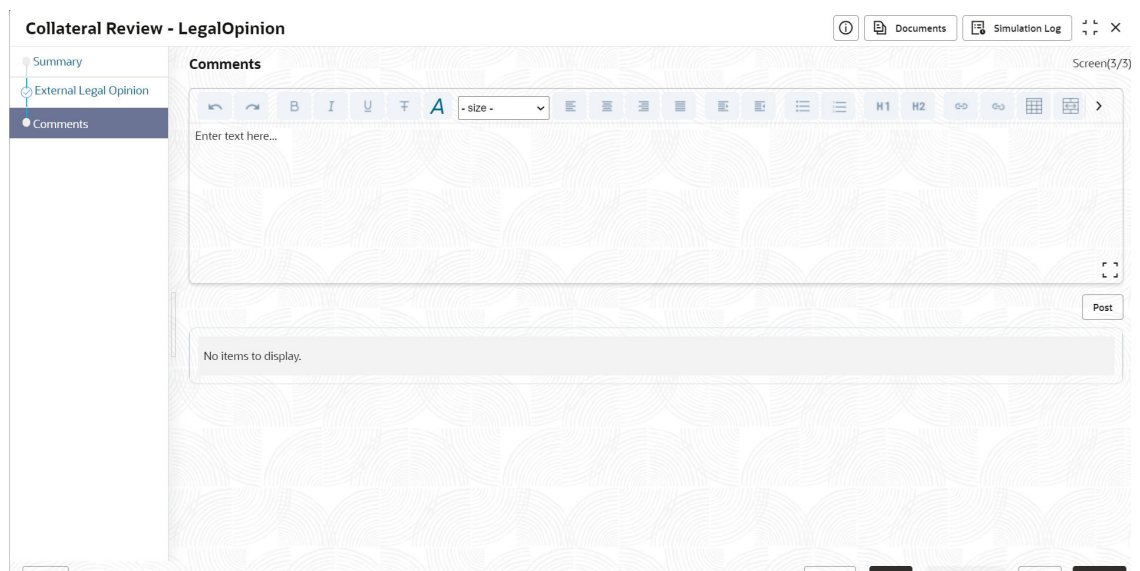 Collateral Review - LegalOpinion
Documents
Simulation Log
Summary
External Legal Opinion
Comments
Comments
Screen(3/3)
B I U T A - size - H1 H2
Enter text here...
Post
No items to display.